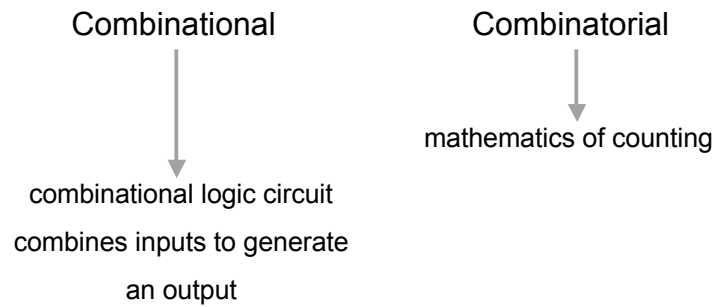 Combinational
combinational logic circuit
combines inputs to generate
an output
Combinatorial
mathematics of counting